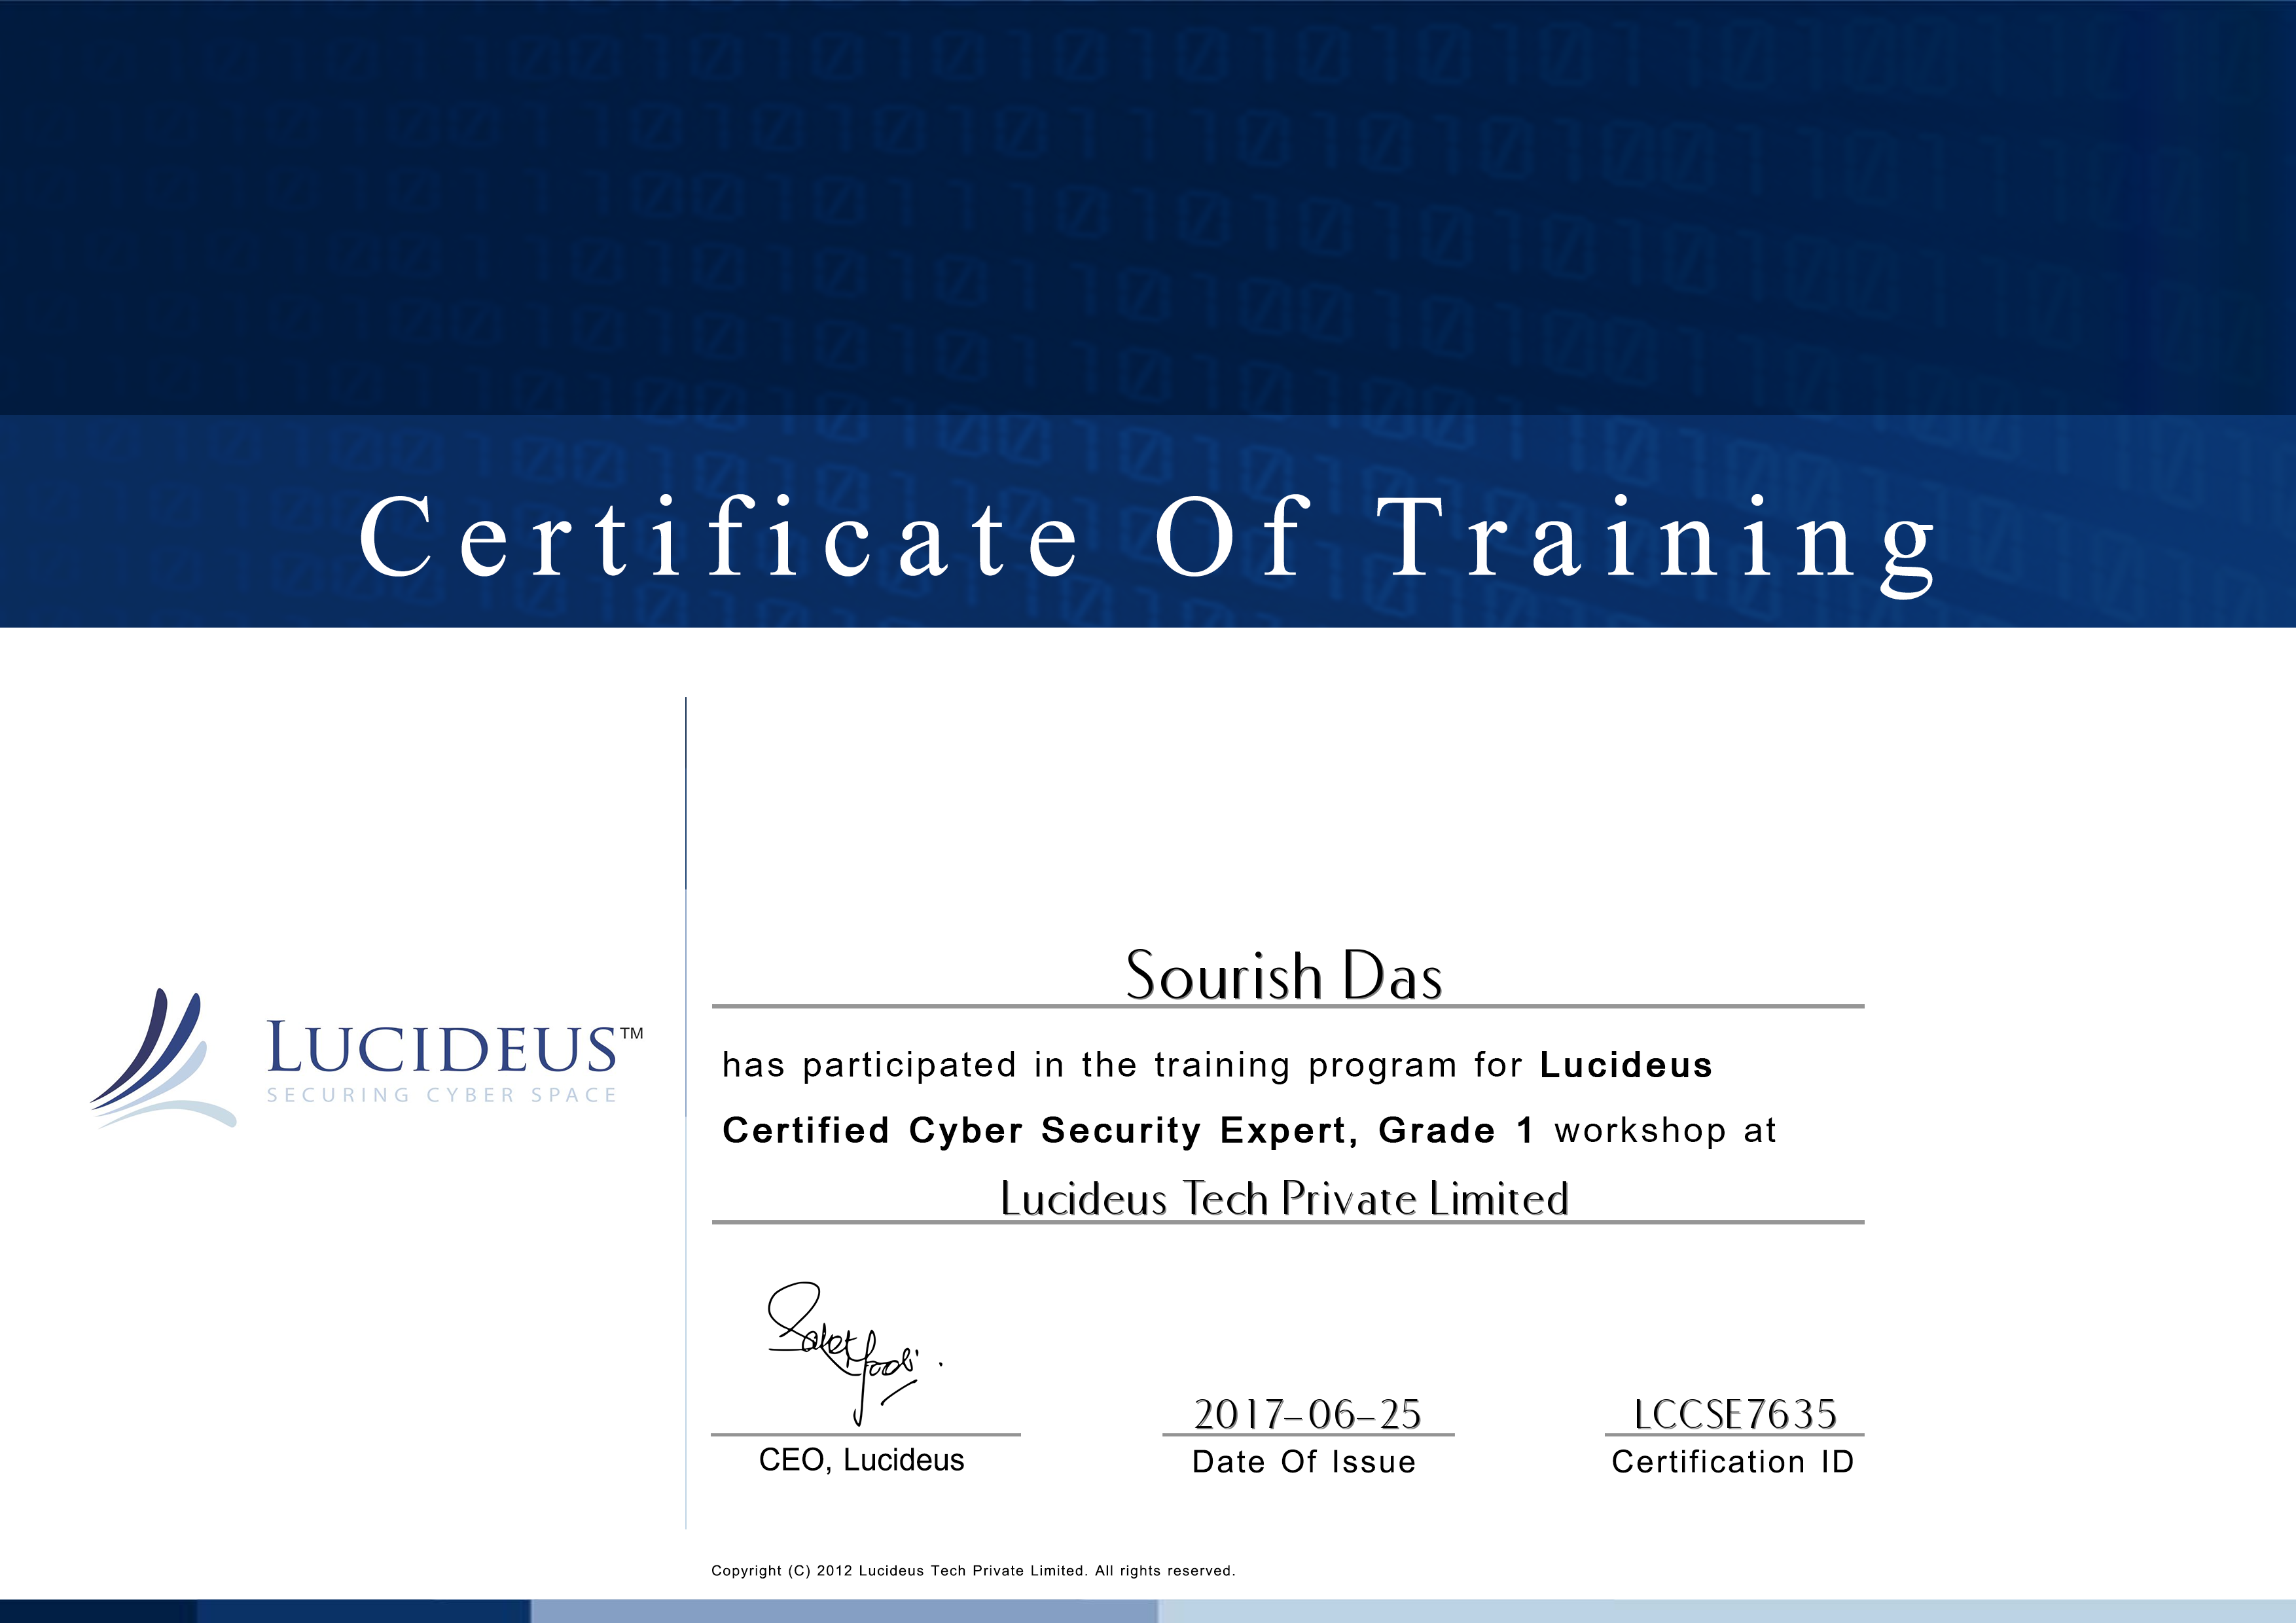 Certificate Of Training
LUCIDEUS™
SECURING CYBER SPACE
Sourish Das
has participated in the training program for Lucideus
Certified Cyber Security Expert, Grade 1 workshop at
Lucideus Tech Private Limited
2017-06-25
LCCSE7635
CEO, Lucideus
Date Of Issue
Certification ID
Copyright (C) 2012 Lucideus Tech Private Limited. All rights reserved.